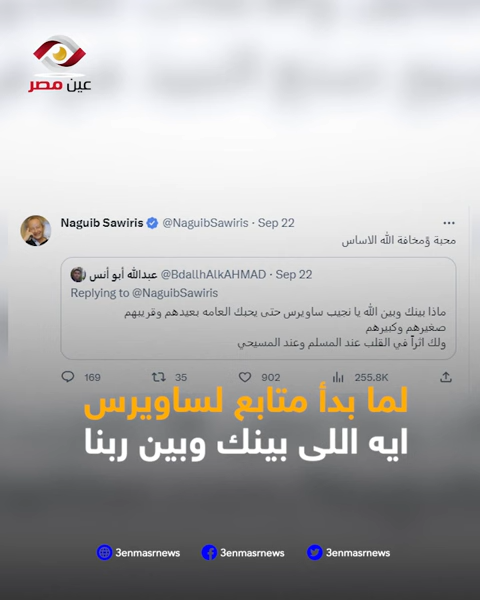 عين مصر
Naguib Sawiris @NaguibSawiris · Sep 22
محبة ؤمخافة الله الاساس
عبدالله أبو أنس @BdallhAlkAHMAD · Sep 22
Replying to @NaguibSawiris
ماذا بينك وبين الله يا نجيب ساويرس حتى يحبك العامه بعيدهم وقريبهم
صغيرهم وكبيرهم
ولك اثراً في القلب عند المسلم وعند المسيحي
169 35 902 255.8K
لما بدأ متابع لساويرس
ايه اللى بينك وبين ربنا
3enmasrnews 3enmasrnews 3enmasrnews